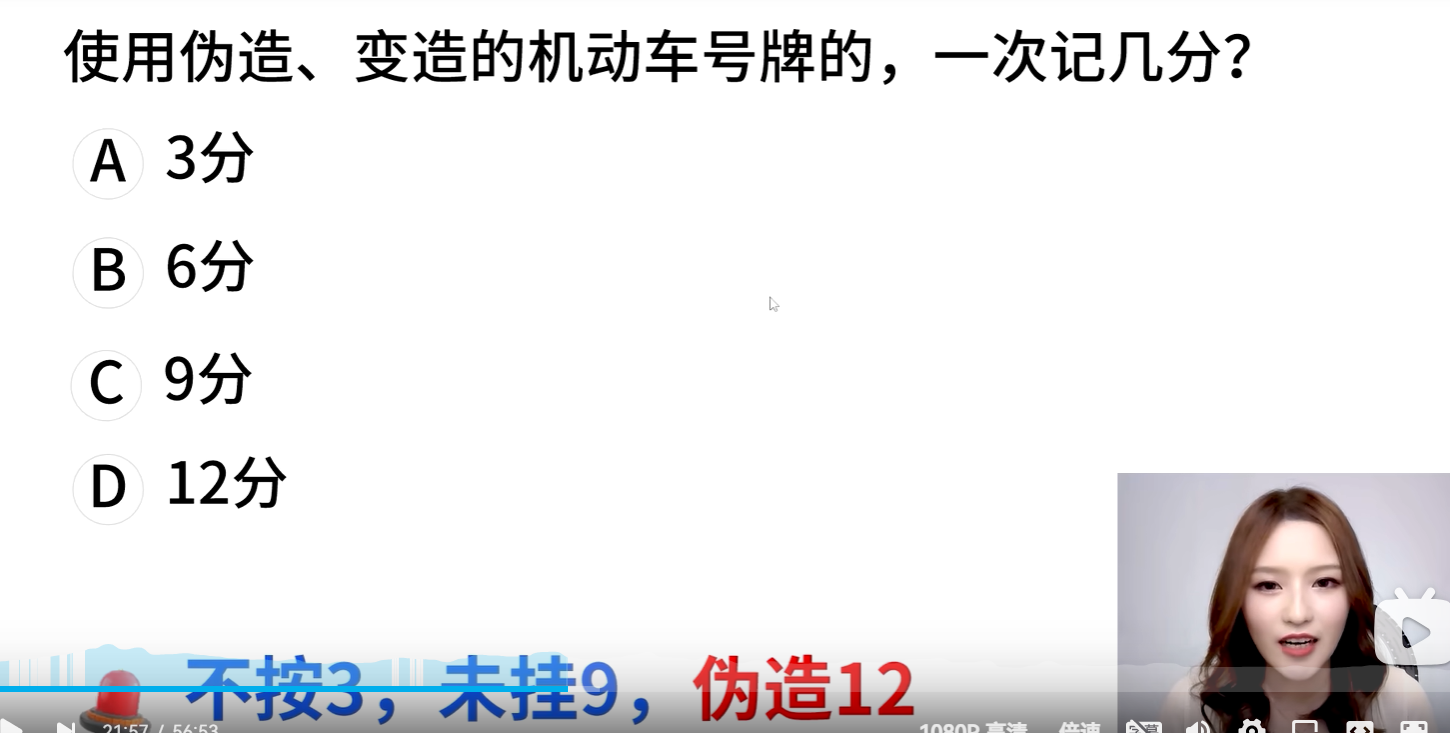 使用伪造、变造的机动车号牌的，一次记几分？
A 3分
B 6分
C 9分
D 12分
不按3，未挂9，伪造12
21:57 / 56:53 1080P 高清 倍速